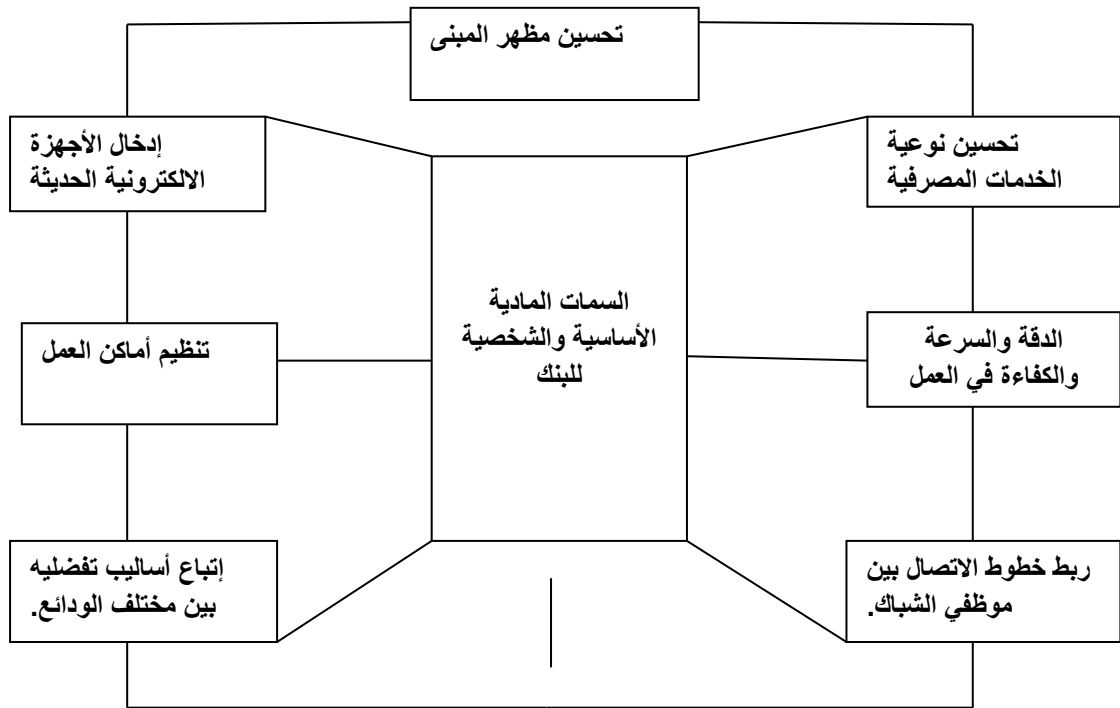 تحسين مظهر المبنى
تحسين نوعية
الخدمات المصرفية
إدخال الأجهزة
الالكترونية الحديثة
السمات المادية
الأساسية والشخصية
للبنك
الدقة والسرعة
والكفاءة في العمل
تنظيم أماكن العمل
ربط خطوط الاتصال بين
موظفي الشباك.
إتباع أساليب تفضليه
بين مختلف الودائع.